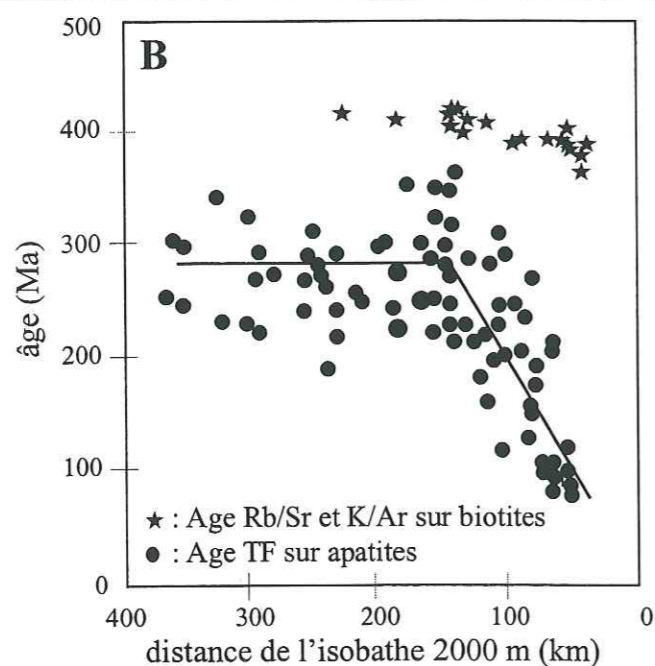 500
B
400
300
200
100
0
âge (Ma)
★ : Age Rb/Sr et K/Ar sur biotites
● : Age TF sur apatites
400 300 200 100 0
distance de l'isobathe 2000 m (km)